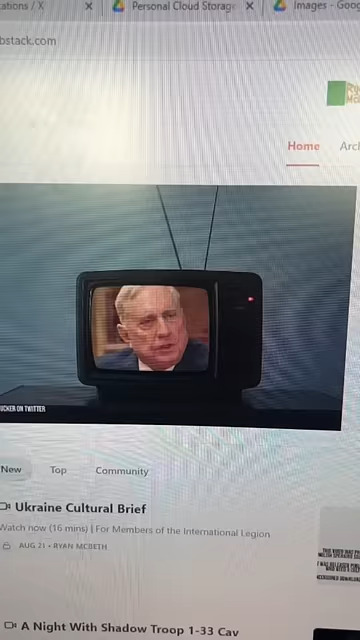 ations / X
Personal Cloud Storage
Images - Goog
bstack.com
Home
Arcl
UCKER ON TWITTER
New
Top
Community
Ukraine Cultural Brief
Watch now (16 mins) | For Members of the International Legion
AUG 21 • RYAN MCBETH
A Night With Shadow Troop 1-33 Cav